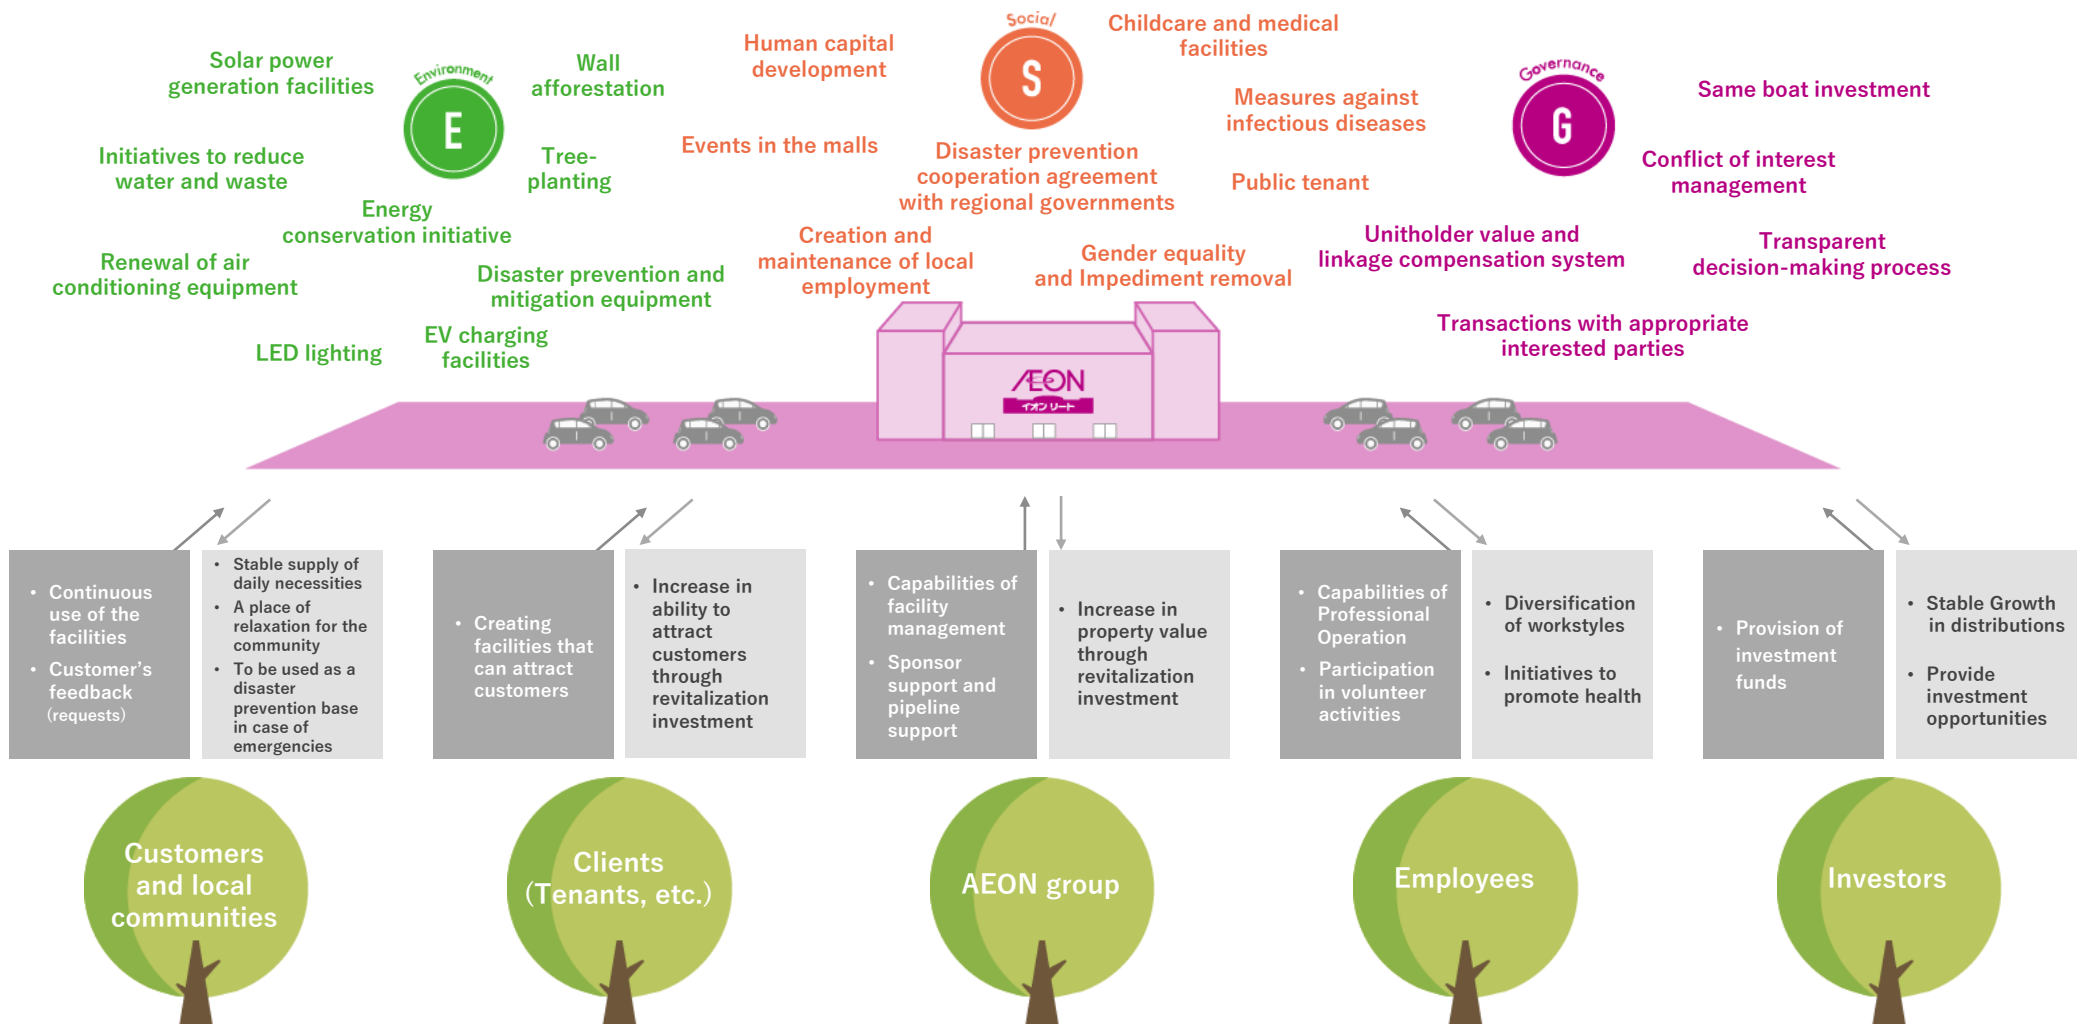 Environment
E
Solar power
generation facilities
Wall
afforestation
Initiatives to reduce
water and waste
Tree-
planting
Energy
conservation initiative
Renewal of air
conditioning equipment
Disaster prevention and
mitigation equipment
LED lighting
EV charging
facilities
Social
S
Human capital
development
Childcare and medical
facilities
Events in the malls
Measures against
infectious diseases
Disaster prevention
cooperation agreement
with regional governments
Public tenant
Creation and
maintenance of local
employment
Gender equality
and Impediment removal
Governance
G
Same boat investment
Conflict of interest
management
Unitholder value and
linkage compensation system
Transparent
decision-making process
Transactions with appropriate
interested parties
ÆON
イオン リート
• Continuous
use of the
facilities
• Customer’s
feedback
(requests)
• Stable supply of
daily necessities
• A place of
relaxation for the
community
• To be used as a
disaster
prevention base
in case of
emergencies
• Creating
facilities that
can attract
customers
• Increase in
ability to
attract
customers
through
revitalization
investment
• Capabilities of
facility
management
• Sponsor
support and
pipeline
support
• Increase in
property value
through
revitalization
investment
• Capabilities of
Professional
Operation
• Participation
in volunteer
activities
• Diversification
of workstyles
• Initiatives to
promote health
• Provision of
investment
funds
• Stable Growth
in distributions
• Provide
investment
opportunities
Customers
and local
communities
Clients
(Tenants, etc.)
AEON group
Employees
Investors